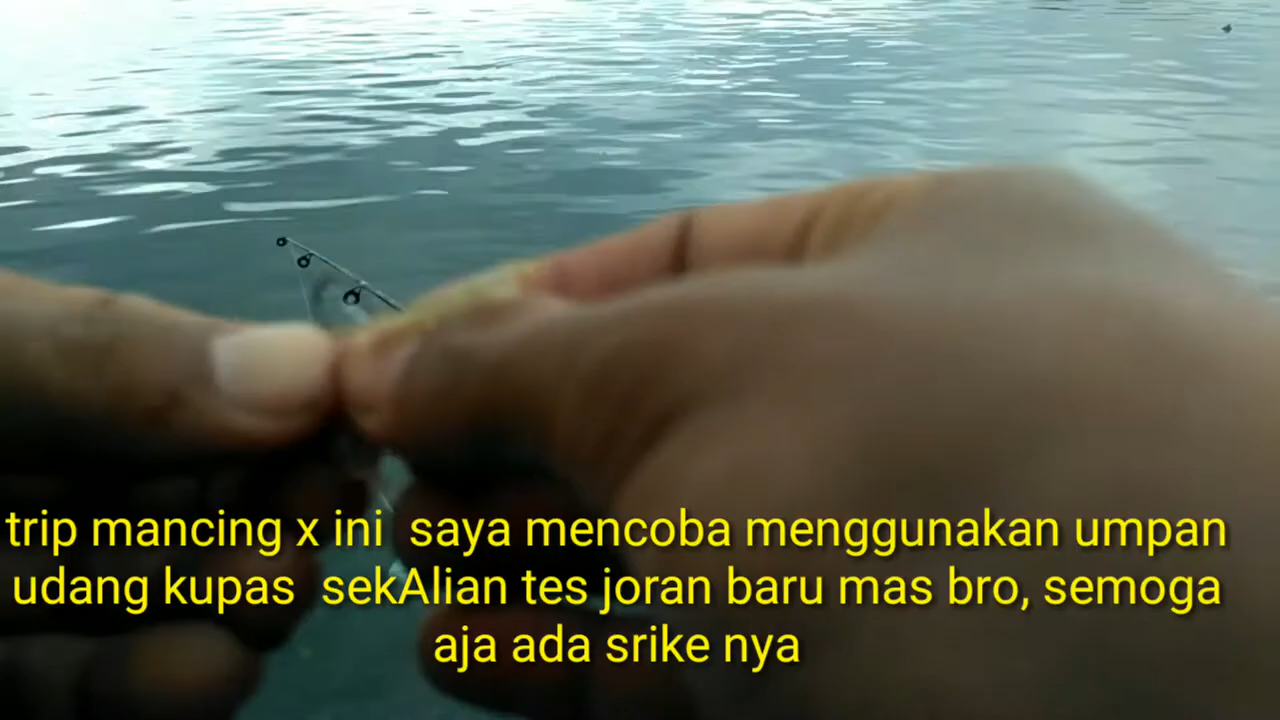 trip mancing x ini saya mencoba menggunakan umpan
udang kupas sekAlian tes joran baru mas bro, semoga
aja ada srike nya